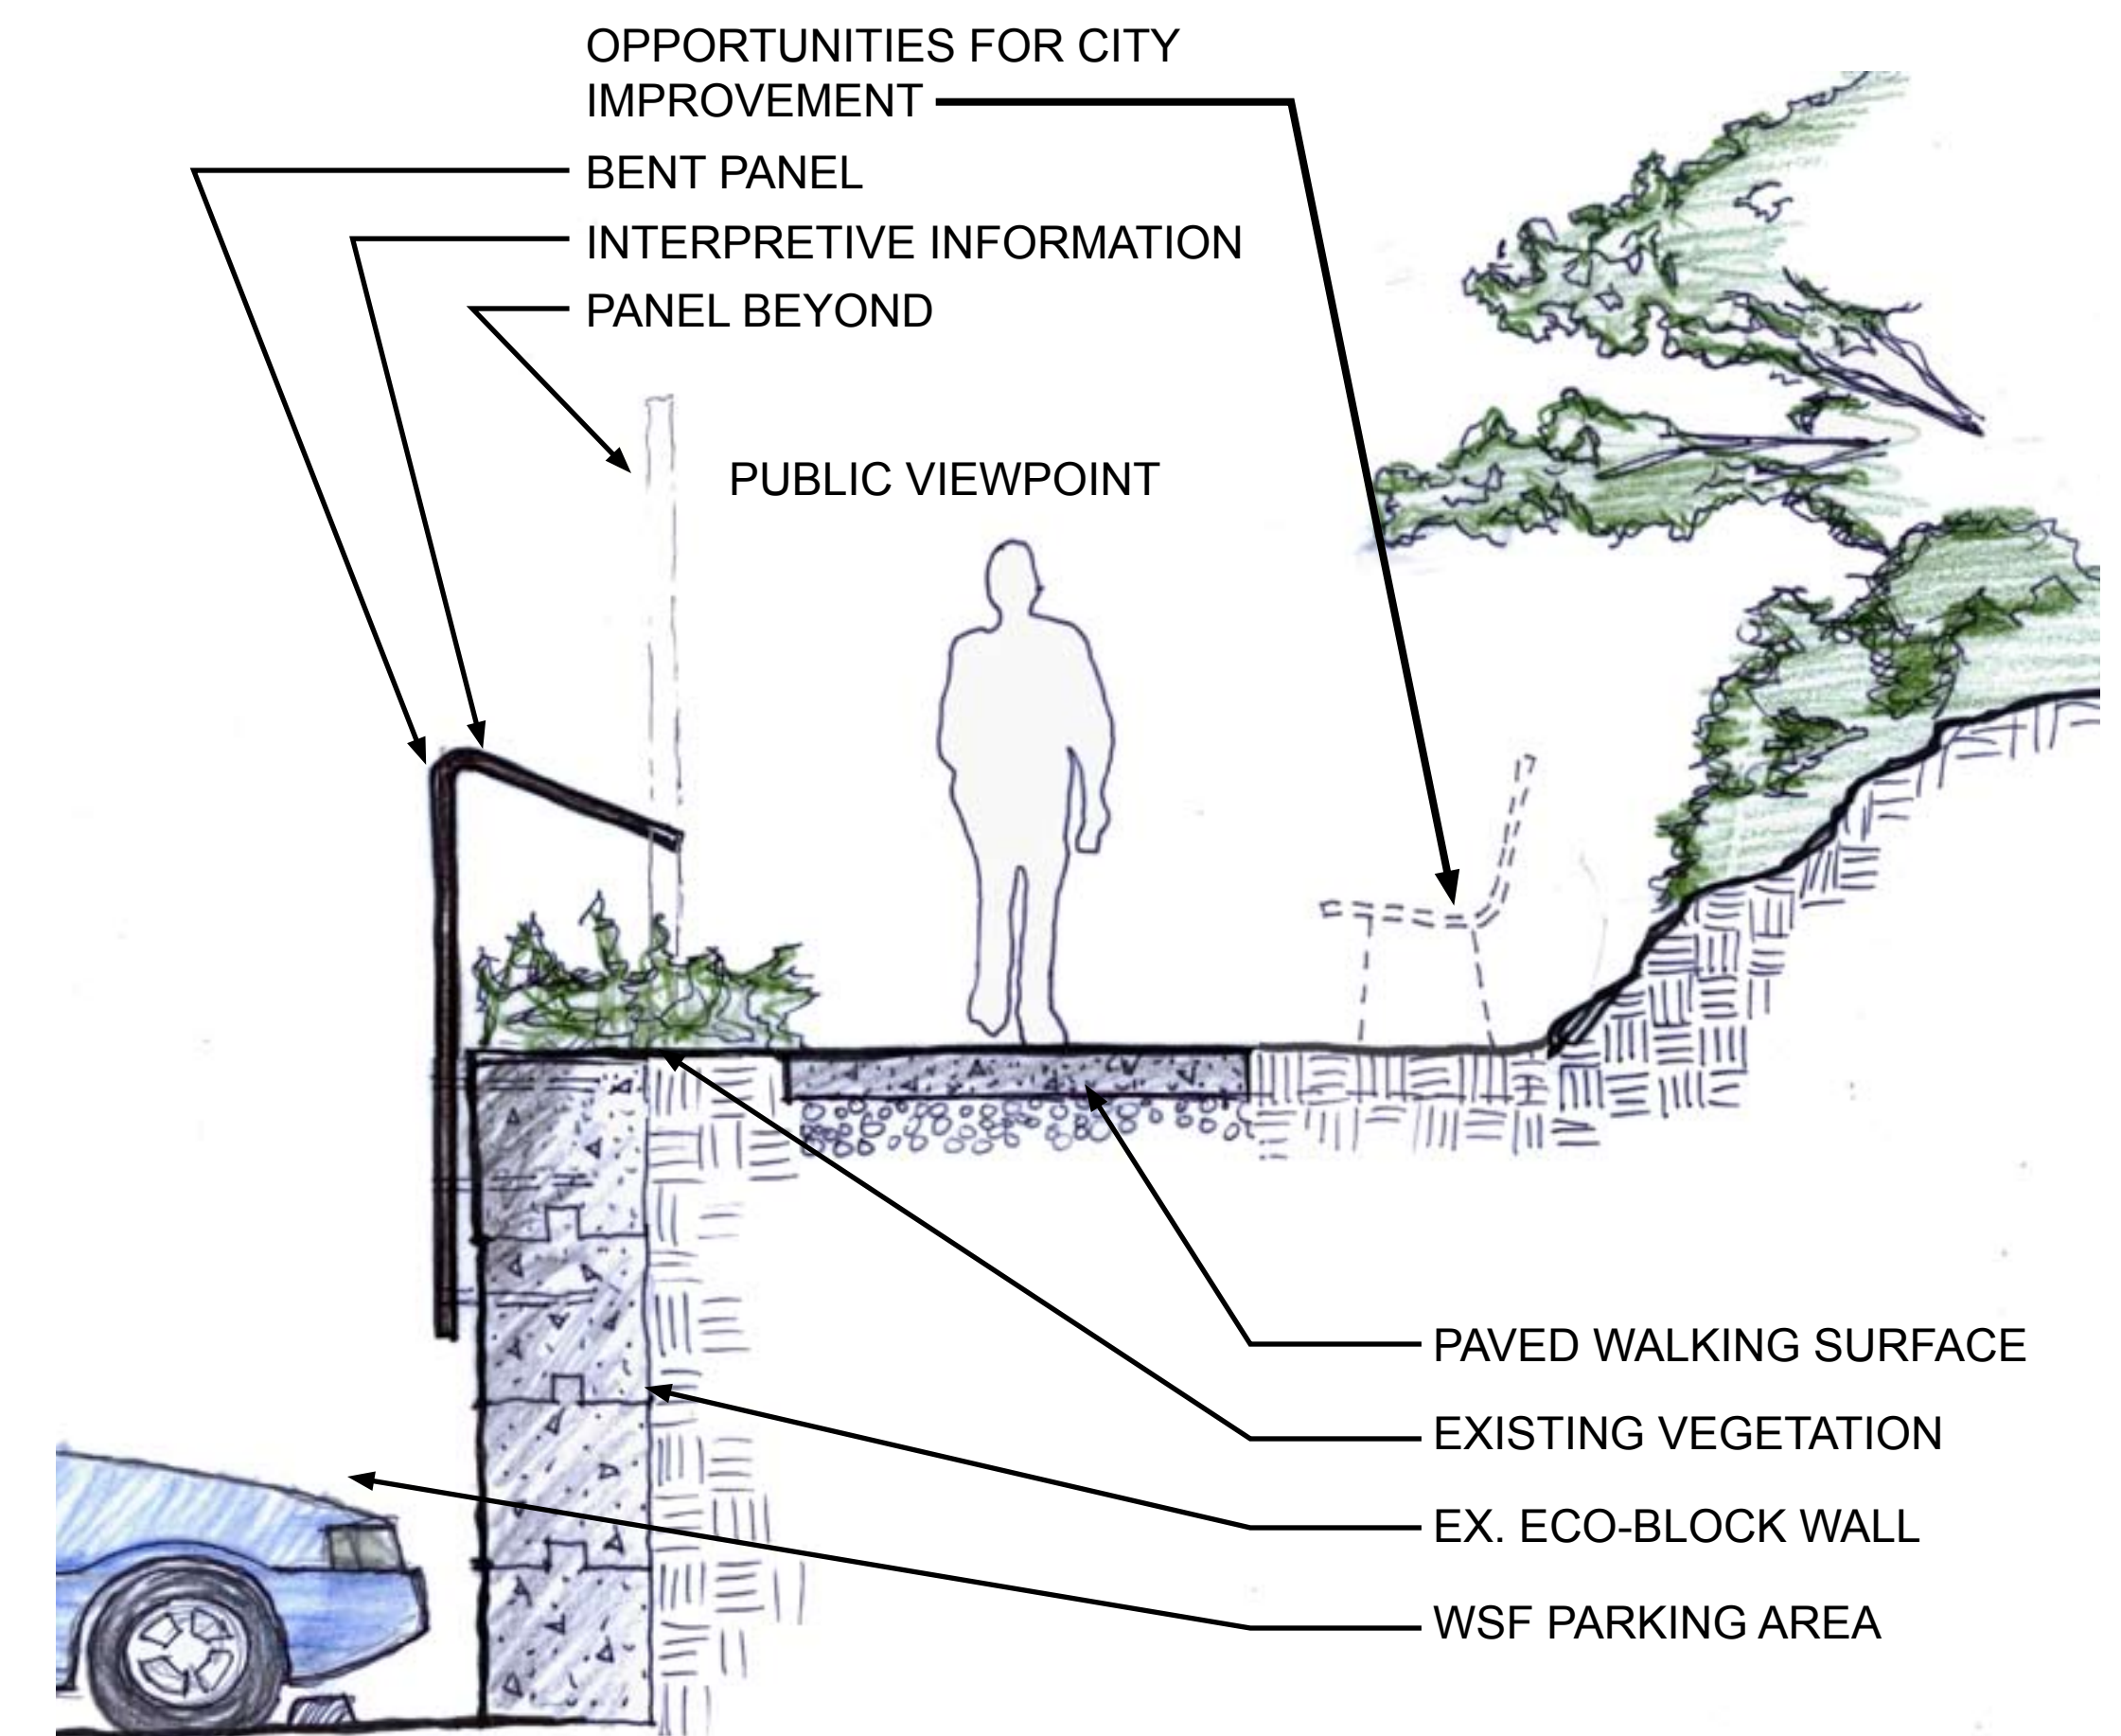 OPPORTUNITIES FOR CITY
IMPROVEMENT
BENT PANEL
INTERPRETIVE INFORMATION
PANEL BEYOND
PUBLIC VIEWPOINT
PAVED WALKING SURFACE
EXISTING VEGETATION
EX. ECO-BLOCK WALL
WSF PARKING AREA